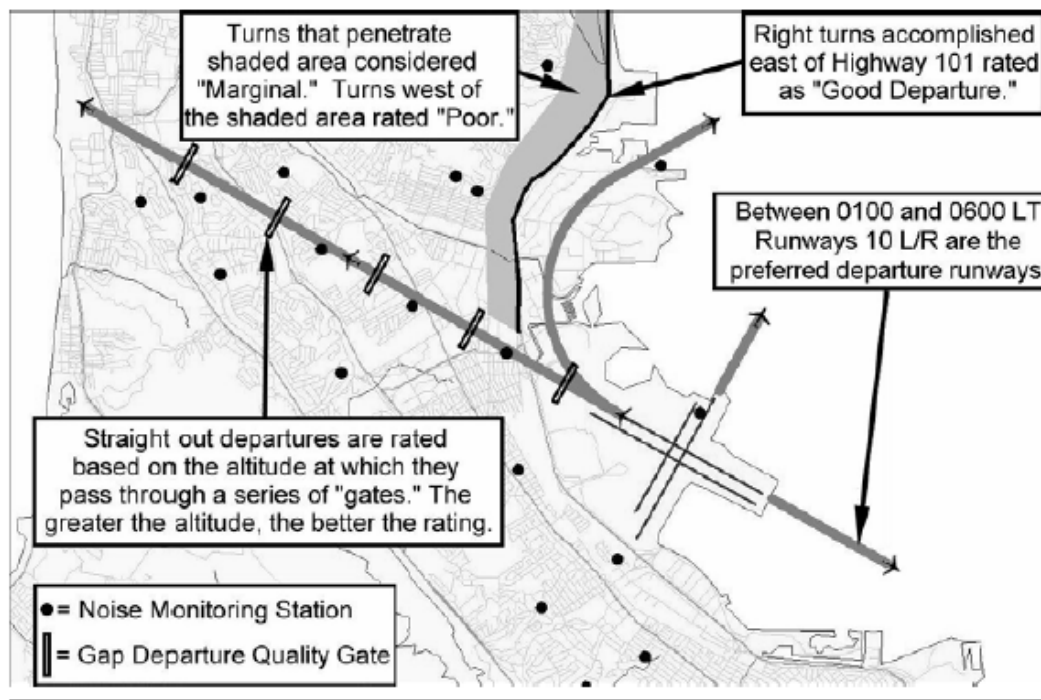 Turns that penetrate
shaded area considered
"Marginal." Turns west of
the shaded area rated "Poor."
Right turns accomplished
east of Highway 101 rated
as "Good Departure."
Between 0100 and 0600 LT
Runways 10 L/R are the
preferred departure runways
Straight out departures are rated
based on the altitude at which they
pass through a series of "gates." The
greater the altitude, the better the rating.
= Noise Monitoring Station
= Gap Departure Quality Gate